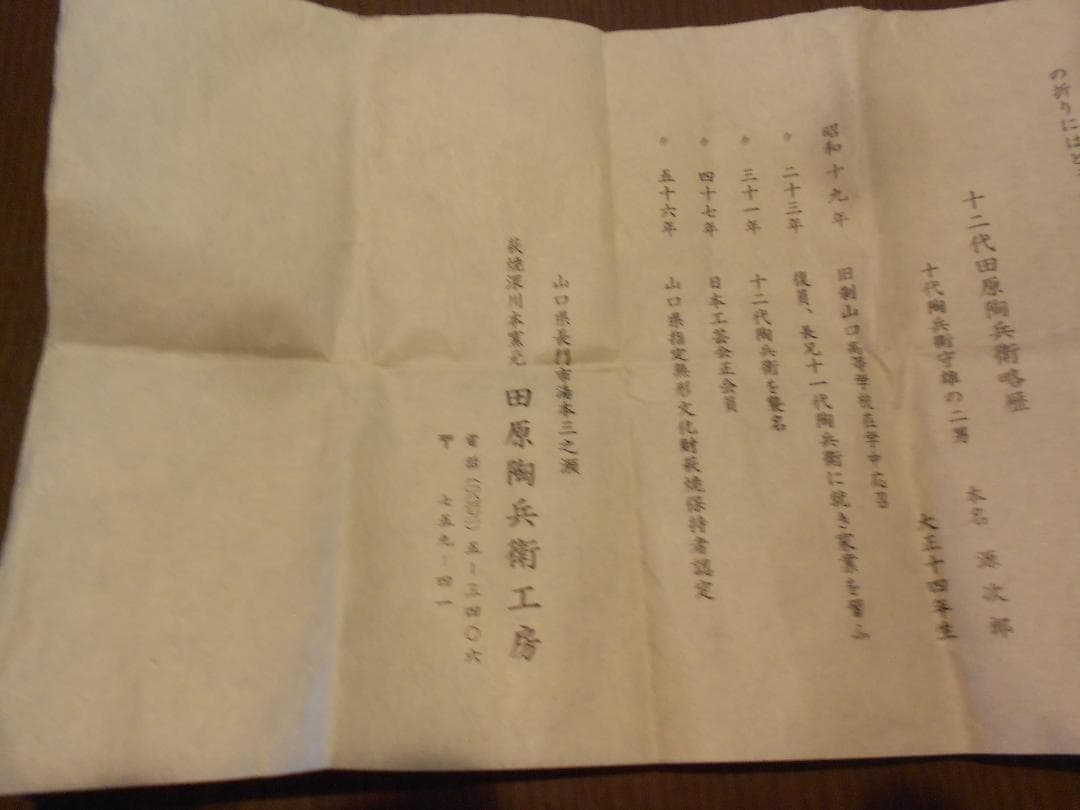 の折りには
十二代田原陶兵衛略歴
本名 源次郎
十代陶兵衛守雄の二男 大正十四年生
昭和十九年 旧制山口高等学校在学中応召
〃 二十三年 復員、長兄十一代陶兵衛に就き家業を習ふ
〃 三十一年 十二代陶兵衛を襲名
〃 四十七年 日本工芸会正会員
〃 五十六年 山口県指定無形文化財萩焼保持者認定
山口県長門市湯本三之瀬
萩焼深川本窯元 田原陶兵衛工房
電話 五-三四〇六
〒 七五九-四一